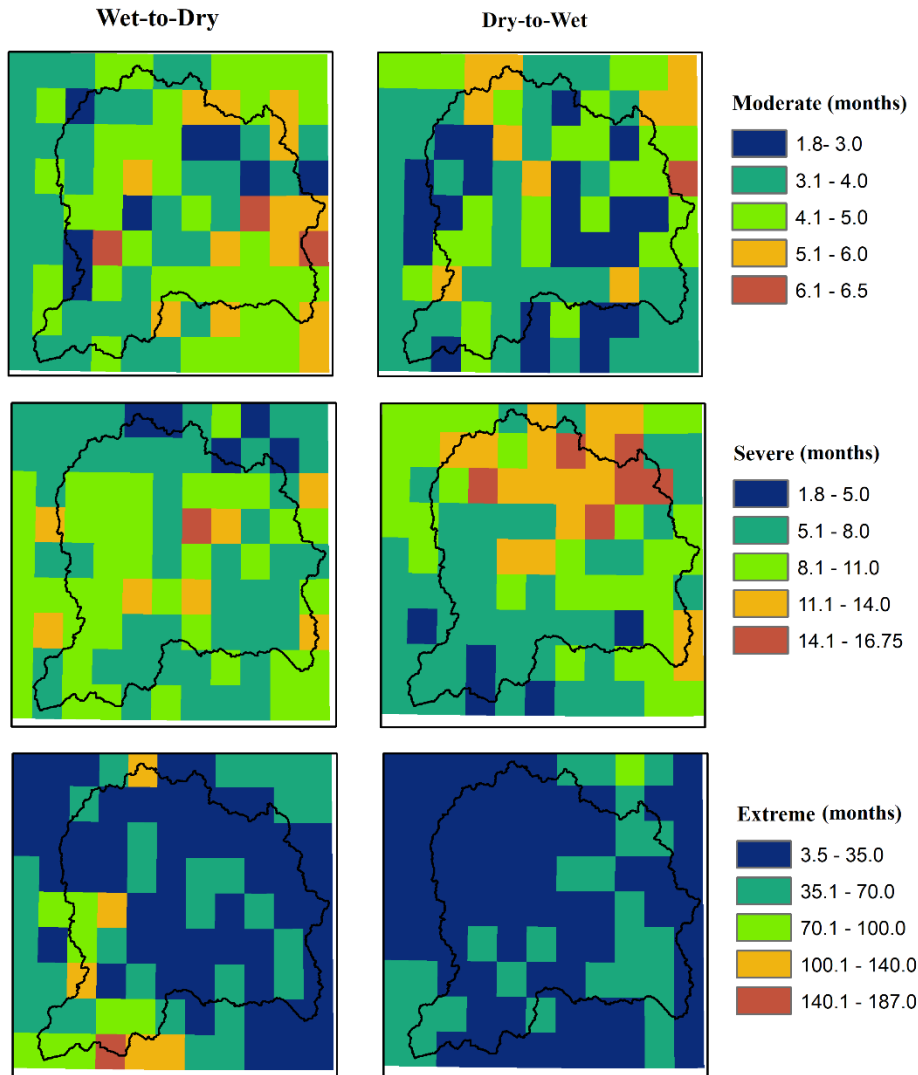 Wet-to-Dry
Dry-to-Wet
Moderate (months)
1.8- 3.0
3.1 - 4.0
4.1 - 5.0
5.1 - 6.0
6.1 - 6.5
Severe (months)
1.8 - 5.0
5.1 - 8.0
8.1 - 11.0
11.1 - 14.0
14.1 - 16.75
Extreme (months)
3.5 - 35.0
35.1 - 70.0
70.1 - 100.0
100.1 - 140.0
140.1 - 187.0